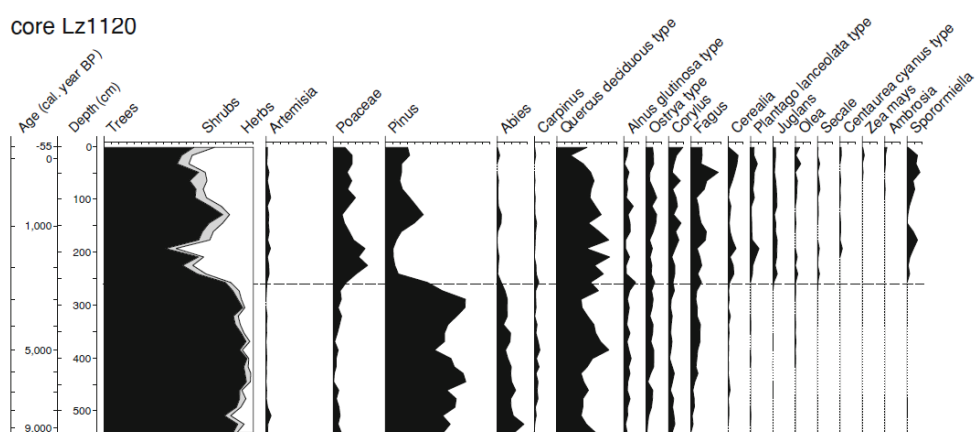 core Lz1120
Age (cal. year BP)
Depth (cm)
Trees
Shrubs
Herbs
Artemisia
Poaceae
Pinus
Abies
Carpinus
Quercus deciduous type
Alnus glutinosa type
Ostrya type
Corylus
Fagus
Cerealia
Plantago lanceolata type
Juglans
Olea
Secale
Centaurea cyanus type
Zea mays
Ambrosia
Sporormiella
-55
0
1,000
5,000
9,000
0
100
200
300
400
500